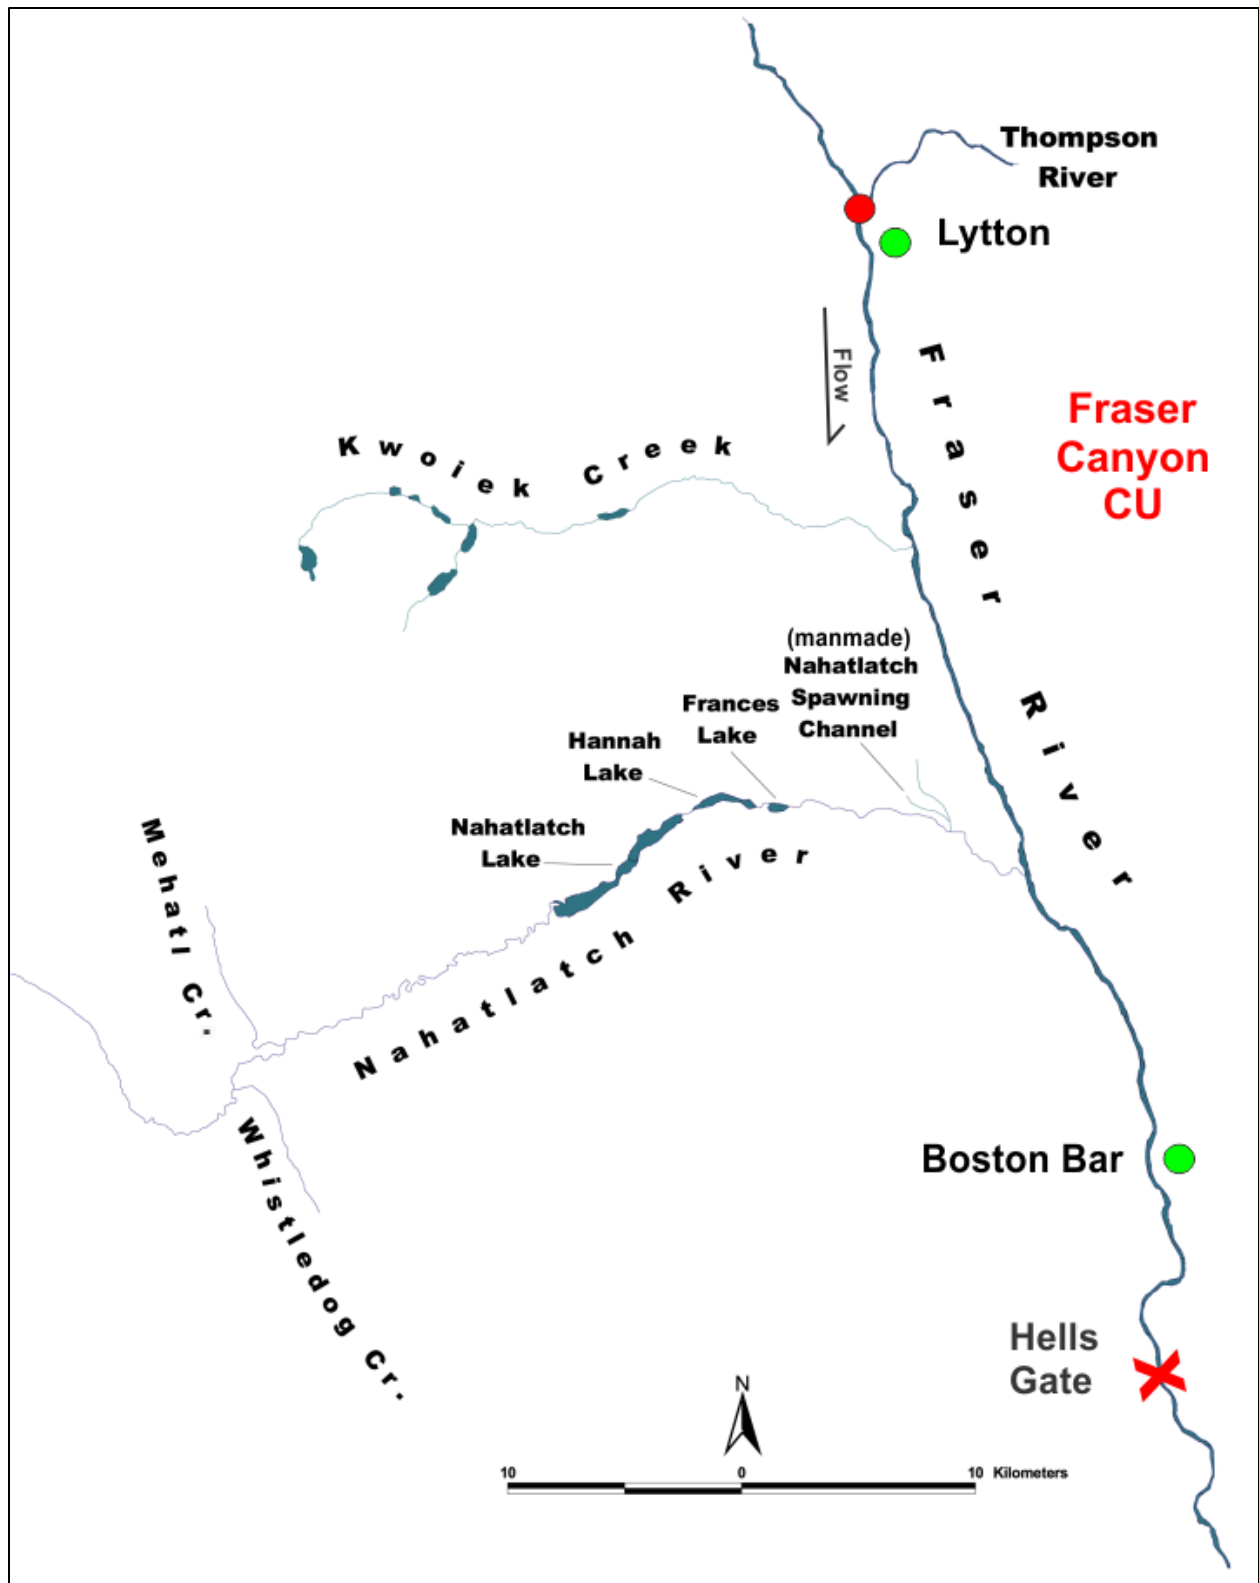 Thompson
River
Lytton
Flow
Fraser River
Fraser
Canyon
CU
Kwoiek Creek
(manmade)
Nahatlatch
Spawning
Channel
Frances
Lake
Hannah
Lake
Nahatlatch
Lake
Nahatlatch River
Mehatl Cr.
Whistledog Cr.
Boston Bar
Hells
Gate
N
10 0 10 Kilometers